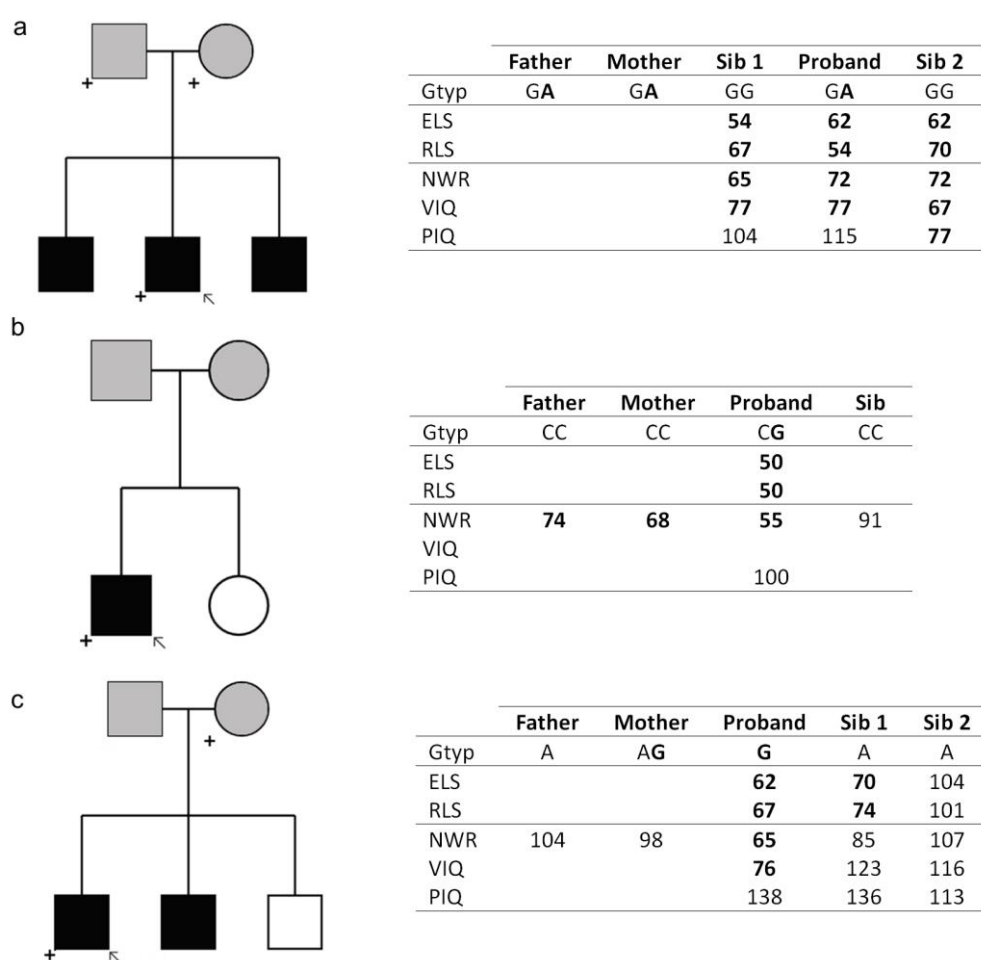 a
Father Mother Sib 1 Proband Sib 2
Gtyp GA GA GG GA GG
ELS 54 62 62
RLS 67 54 70
NWR 65 72 72
VIQ 77 77 67
PIQ 104 115 77
+ +
+
b
Father Mother Proband Sib
Gtyp CC CC CG CC
ELS 50
RLS 50
NWR 74 68 55 91
VIQ
PIQ 100
+
c
Father Mother Proband Sib 1 Sib 2
Gtyp A AG G A A
ELS 62 70 104
RLS 67 74 101
NWR 104 98 65 85 107
VIQ 76 123 116
PIQ 138 136 113
+
+